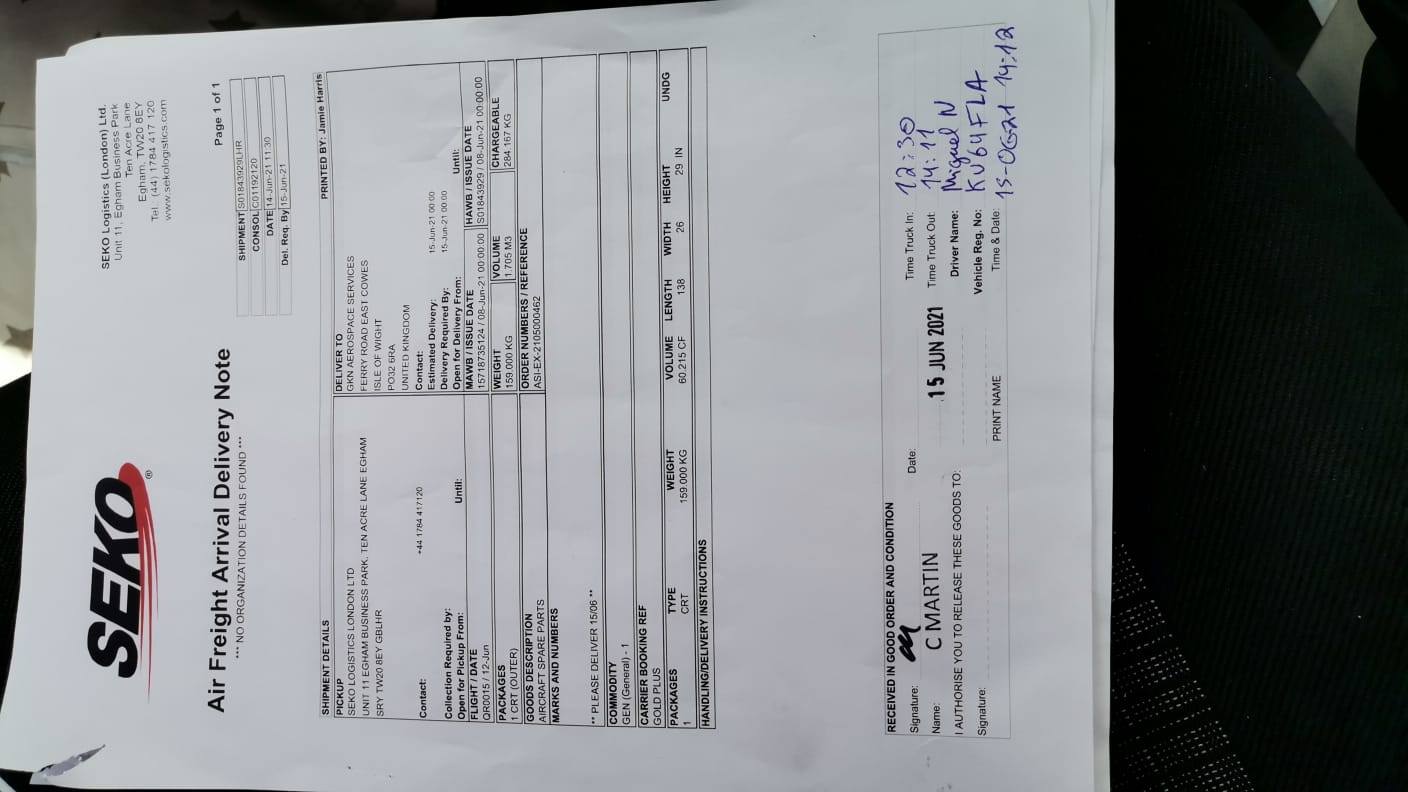 SEKO®
SEKO Logistics (London) Ltd.
Unit 11, Egham Business Park
Ten Acre Lane
Egham, TW20 8EY
Tel. (44) 1784 417 120
www.sekologistics.com
Air Freight Arrival Delivery Note
Page 1 of 1
*** NO ORGANIZATION DETAILS FOUND ***
SHIPMENT S01843929LHR
CONSOL C01192120
DATE 14-Jun-21 11:30
Del. Req. By 15-Jun-21
SHIPMENT DETAILS PRINTED BY: Jamie Harris
PICKUP DELIVER TO
SEKO LOGISTICS LONDON LTD GKN AEROSPACE SERVICES
UNIT 11 EGHAM BUSINESS PARK, TEN ACRE LANE EGHAM FERRY ROAD EAST COWES
SRY TW20 8EY GBLHR ISLE OF WIGHT
PO32 6RA
UNITED KINGDOM
Contact: +44 1784 417120 Contact:
Estimated Delivery: 15-Jun-21 00:00
Collection Required by: Delivery Required By: 15-Jun-21 00:00
Open for Pickup From: Until: Open for Delivery From: Until:
FLIGHT / DATE MAWB / ISSUE DATE HAWB / ISSUE DATE
QR0015 / 12-Jun 15718735124 / 08-Jun-21 00:00:00 S01843929 / 08-Jun-21 00:00:00
PACKAGES WEIGHT VOLUME CHARGEABLE
1 CRT (OUTER) 159.000 KG 1.705 M3 284.167 KG
GOODS DESCRIPTION ORDER NUMBERS / REFERENCE
AIRCRAFT SPARE PARTS ASI-EX-2105000462
MARKS AND NUMBERS
** PLEASE DELIVER 15/06 **
COMMODITY
GEN (General) - 1
CARRIER BOOKING REF
GOLD PLUS
PACKAGES TYPE WEIGHT VOLUME LENGTH WIDTH HEIGHT UNDG
1 CRT 159.000 KG 60.215 CF 138 26 29 IN
HANDLING/DELIVERY INSTRUCTIONS
RECEIVED IN GOOD ORDER AND CONDITION
Signature: Date: Time Truck In: 12:30
Name: C MARTIN 15 JUN 2021 Time Truck Out: 14:11
I AUTHORISE YOU TO RELEASE THESE GOODS TO: Driver Name: Miguel N
Signature: Vehicle Reg. No: KV64FLA
PRINT NAME Time & Date: 15-06-21 14:12